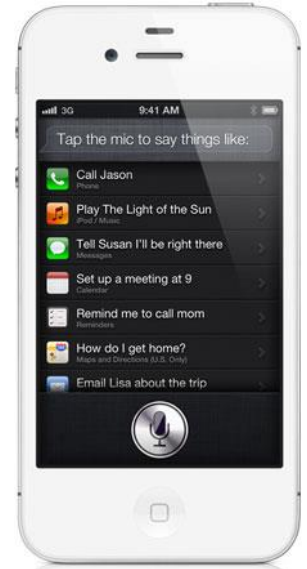 3G 9:41 AM
Tap the mic to say things like:
Call Jason
Phone
Play The Light of the Sun
iPod / Music
Tell Susan I'll be right there
Messages
Set up a meeting at 9
Calendar
Remind me to call mom
Reminders
How do I get home?
Maps and Directions (U.S. Only)
Email Lisa about the trip